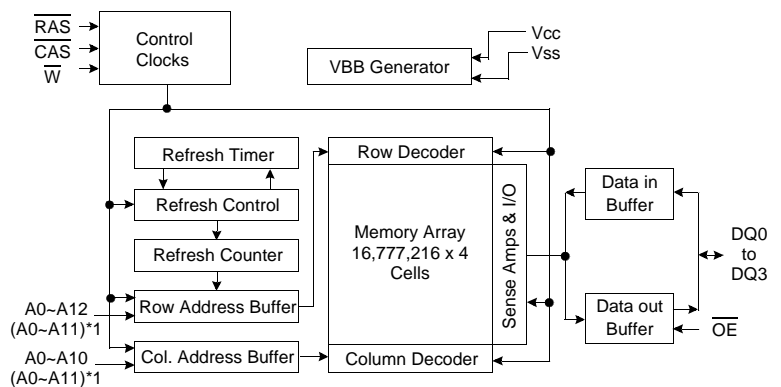 RAS
CAS
W
Control
Clocks
VBB Generator
Vcc
Vss
Refresh Timer
Refresh Control
Refresh Counter
Row Address Buffer
Col. Address Buffer
A0~A12
(A0~A11)*1
A0~A10
(A0~A11)*1
Row Decoder
Memory Array
16,777,216 x 4
Cells
Column Decoder
Sense Amps & I/O
Data in
Buffer
Data out
Buffer
DQ0
to
DQ3
OE